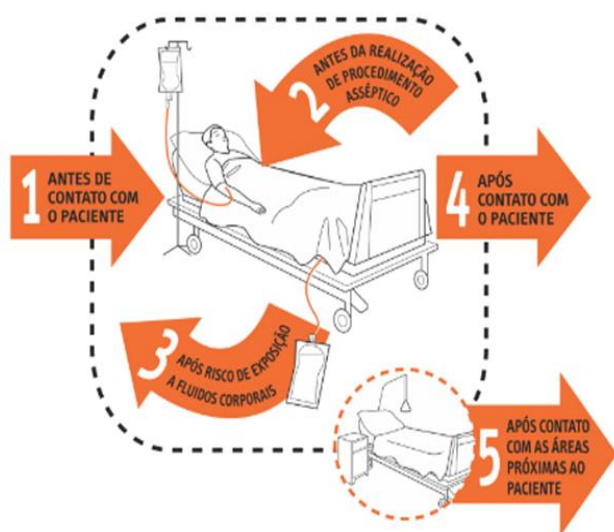 1
ANTES DE
CONTATO COM
O PACIENTE
2
ANTES DA REALIZAÇÃO
DE PROCEDIMENTO
ASSÉPTICO
3
APÓS RISCO DE EXPOSIÇÃO
A FLUIDOS CORPORAIS
4
APÓS
CONTATO COM
O PACIENTE
5
APÓS CONTATO
COM AS ÁREAS
PRÓXIMAS AO
PACIENTE